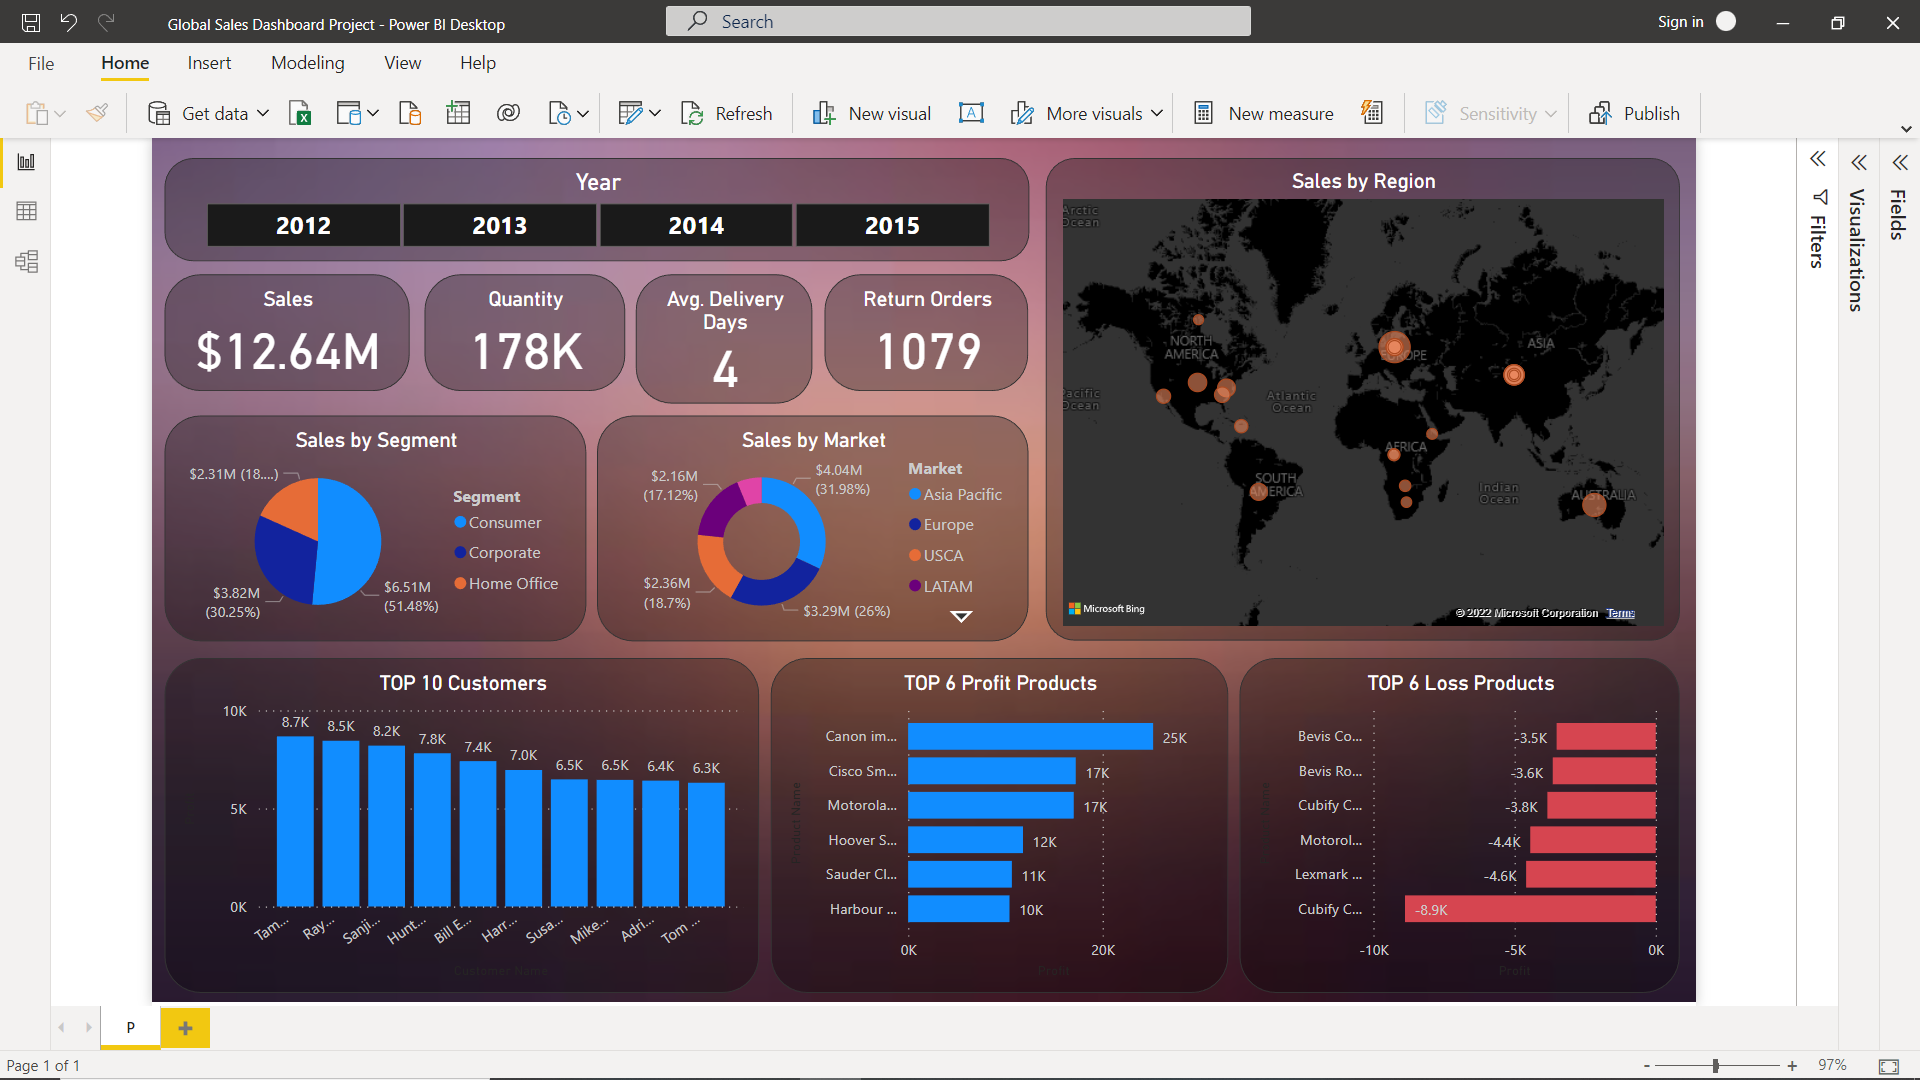 Global Sales Dashboard Project - Power BI Desktop
Search
Sign in
File
Home
Insert
Modeling
View
Help
Get data
Refresh
New visual
A
More visuals
New measure
Sensitivity
Publish
Year
2012
2013
2014
2015
Sales
$12.64M
Quantity
178K
Avg. Delivery
Days
4
Return Orders
1079
Sales by Segment
$2.31M (18....)
$3.82M
(30.25%)
$6.51M
(51.48%)
Segment
Consumer
Corporate
Home Office
Sales by Market
$2.16M
(17.12%)
$4.04M
(31.98%)
$2.36M
(18.7%)
$3.29M (26%)
Market
Asia Pacific
Europe
USCA
LATAM
Sales by Region
Arctic
Ocean
NORTH
AMERICA
EUROPE
ASIA
Pacific
Ocean
Atlantic
Ocean
AFRICA
SOUTH
AMERICA
Indian
Ocean
AUSTRALIA
Microsoft Bing
© 2022 Microsoft Corporation Terms
TOP 10 Customers
10K
5K
0K
8.7K
8.5K
8.2K
7.8K
7.4K
7.0K
6.5K
6.5K
6.4K
6.3K
Tam...
Ray...
Sanji...
Hunt...
Bill E...
Harr...
Susa...
Mike...
Adri...
Tom ...
Customer Name
TOP 6 Profit Products
Product Name
Canon im...
25K
Cisco Sm...
17K
Motorola...
17K
Hoover S...
12K
Sauder Cl...
11K
Harbour ...
10K
0K
20K
Profit
TOP 6 Loss Products
Name
Bevis Co...
-3.5K
Bevis Ro...
-3.6K
Cubify C...
-3.8K
Motorol...
-4.4K
Lexmark ...
-4.6K
Cubify C...
-8.9K
-10K
-5K
0K
Profit
Filters
Visualizations
Fields
P
Page 1 of 1
97%